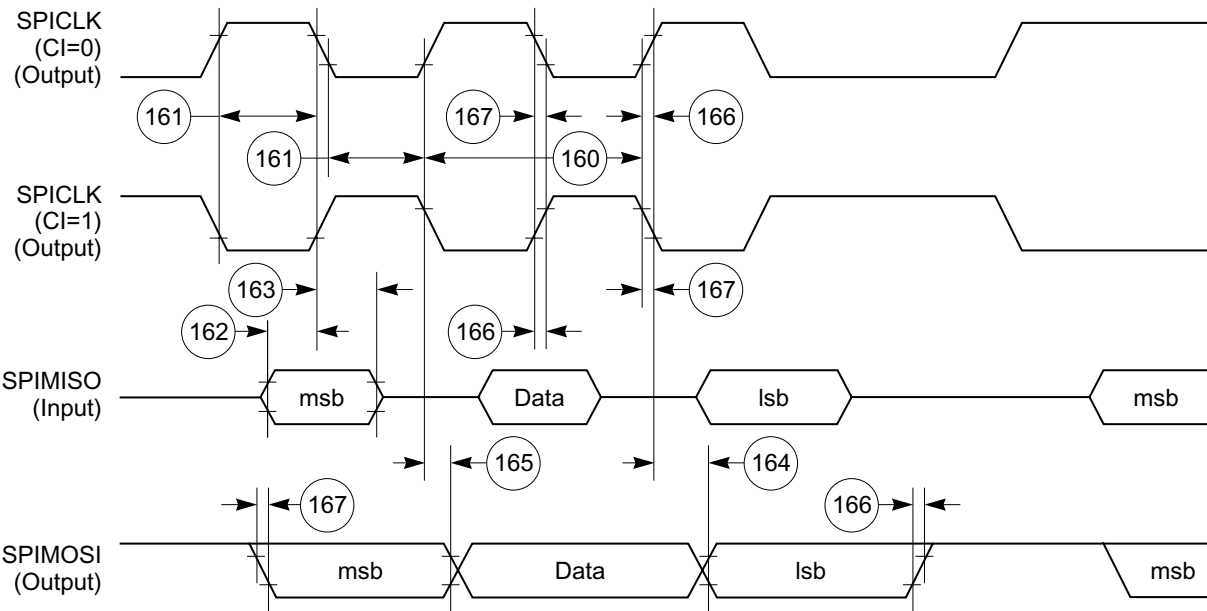 SPICLK
(CI=0)
(Output)
161
167
166
161
160
SPICLK
(CI=1)
(Output)
163
167
162
166
SPIMISO
(Input)
msb
Data
lsb
msb
165
164
167
166
SPIMOSI
(Output)
msb
Data
lsb
msb